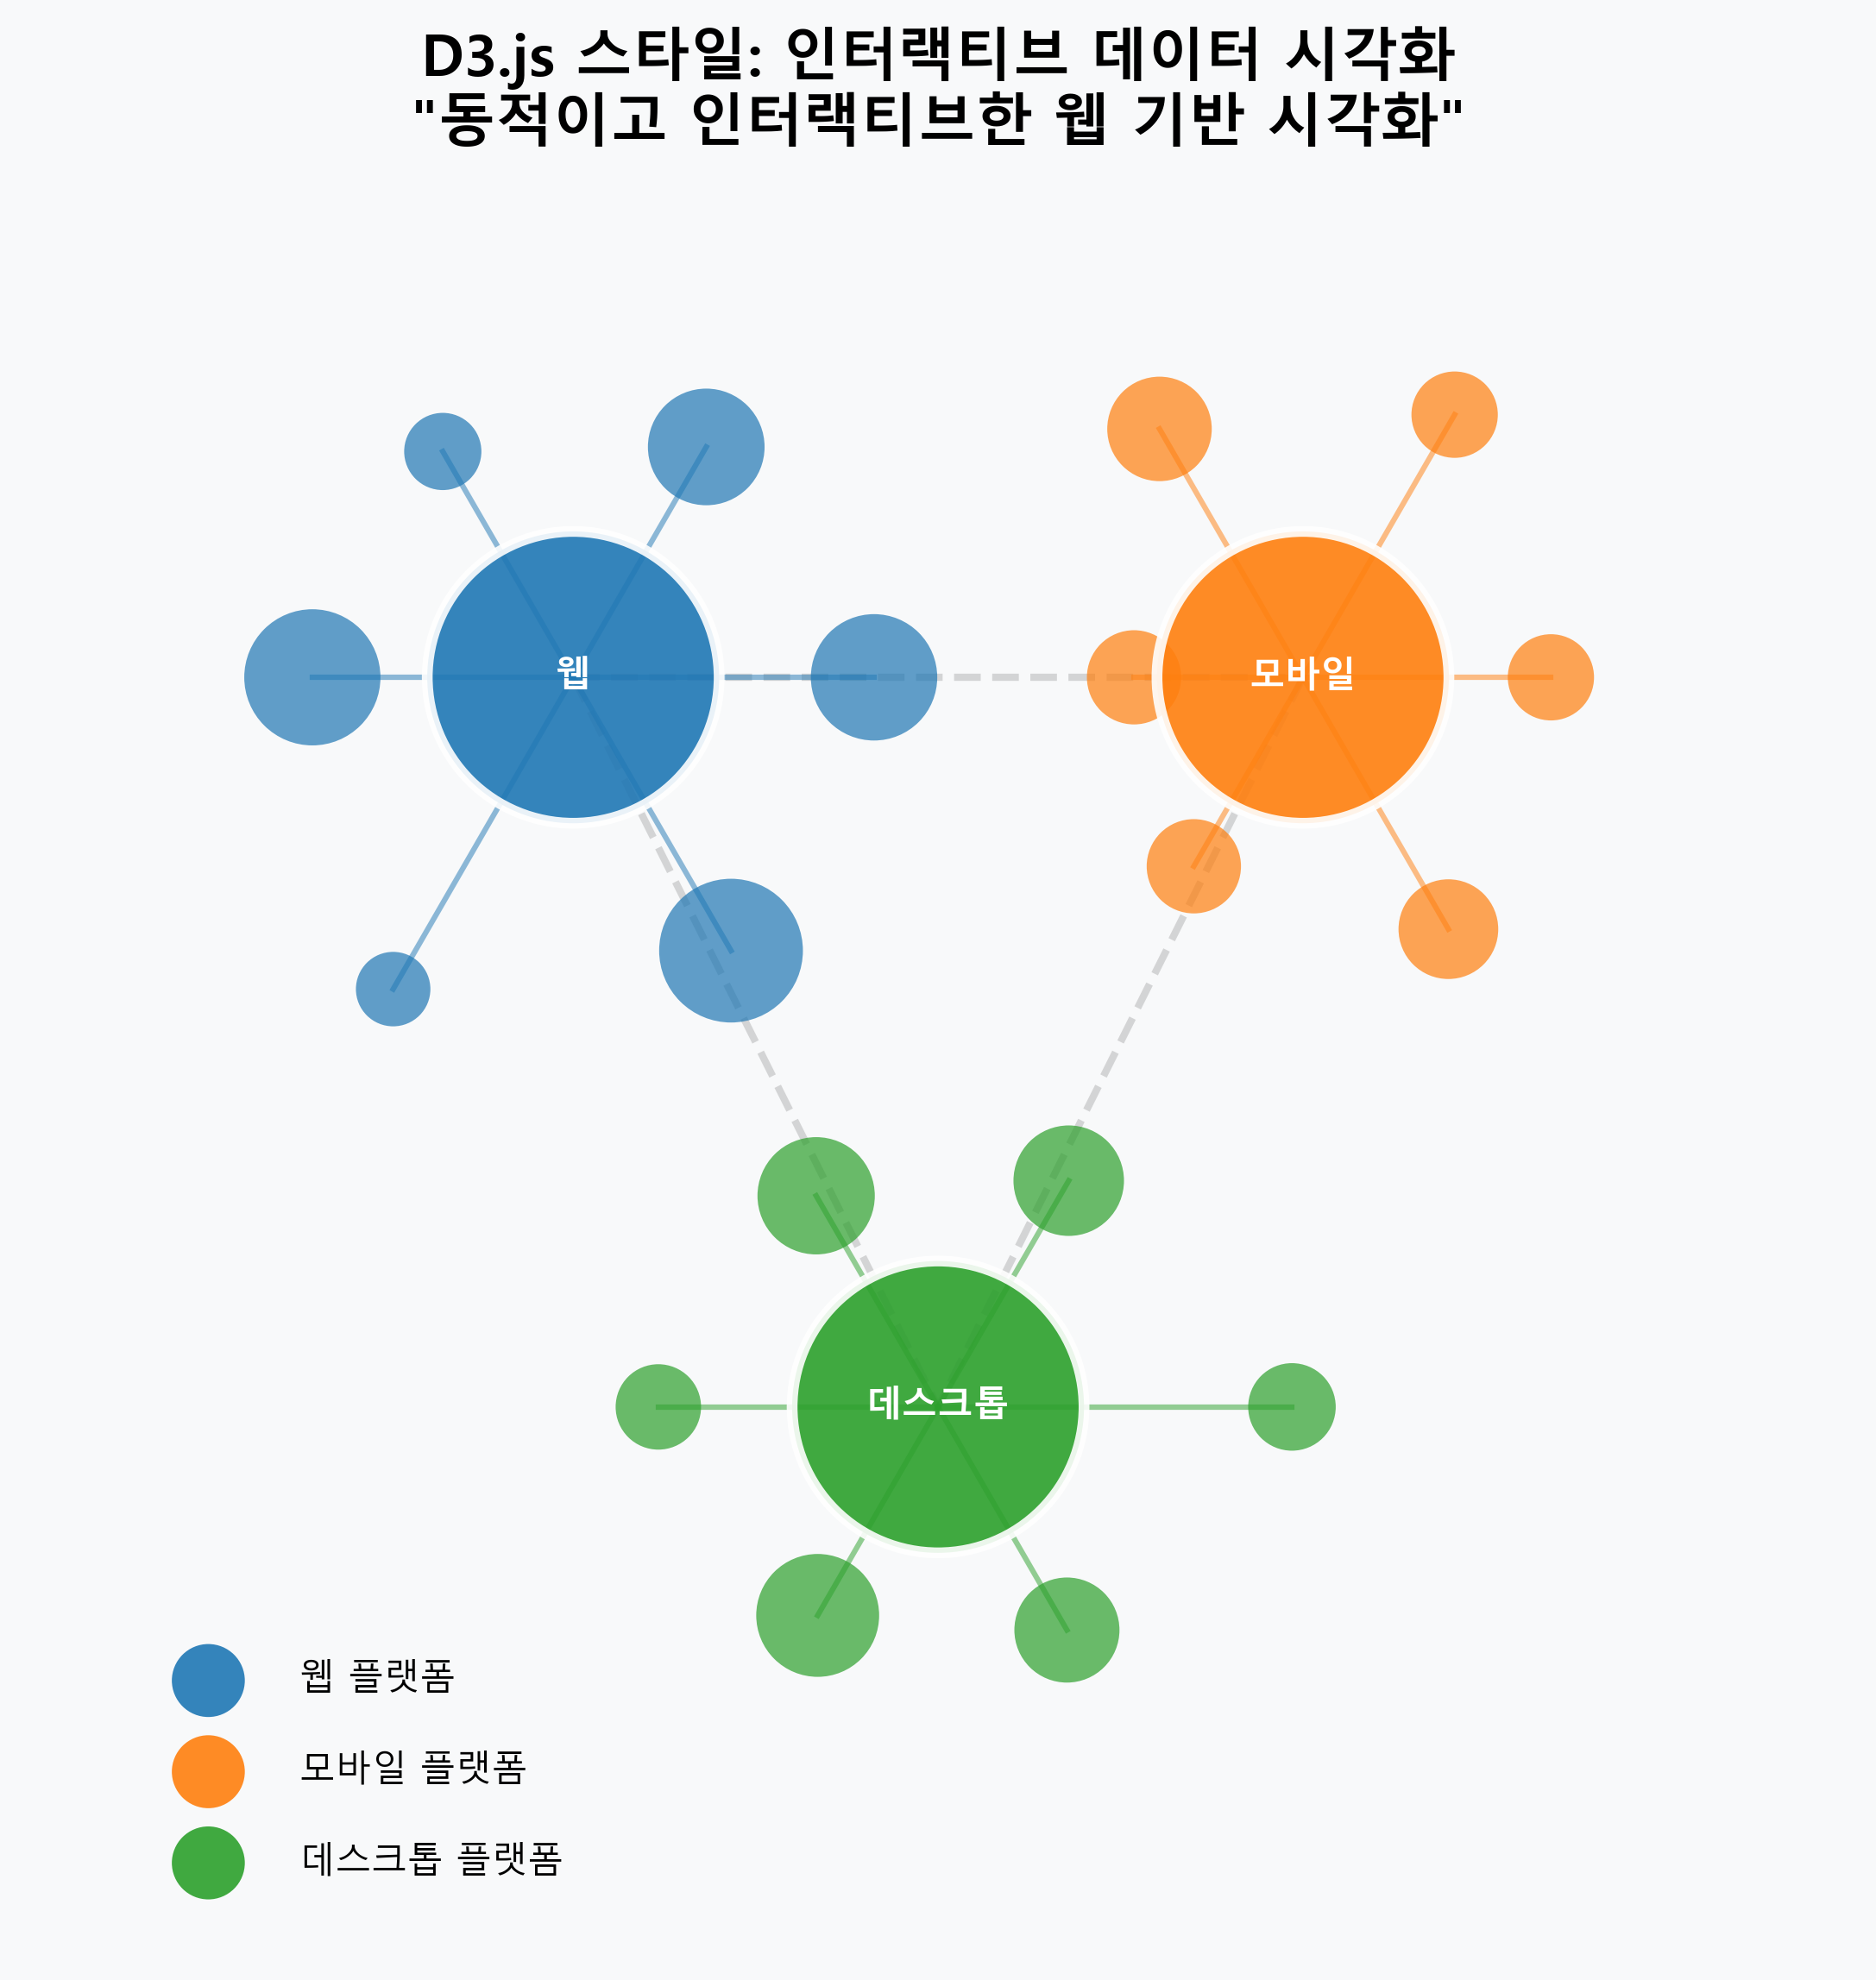 D3.js 스타일: 인터랙티브 데이터 시각화
"동적이고 인터랙티브한 웹 기반 시각화"
웹
모바일
데스크톱
웹 플랫폼
모바일 플랫폼
데스크톱 플랫폼